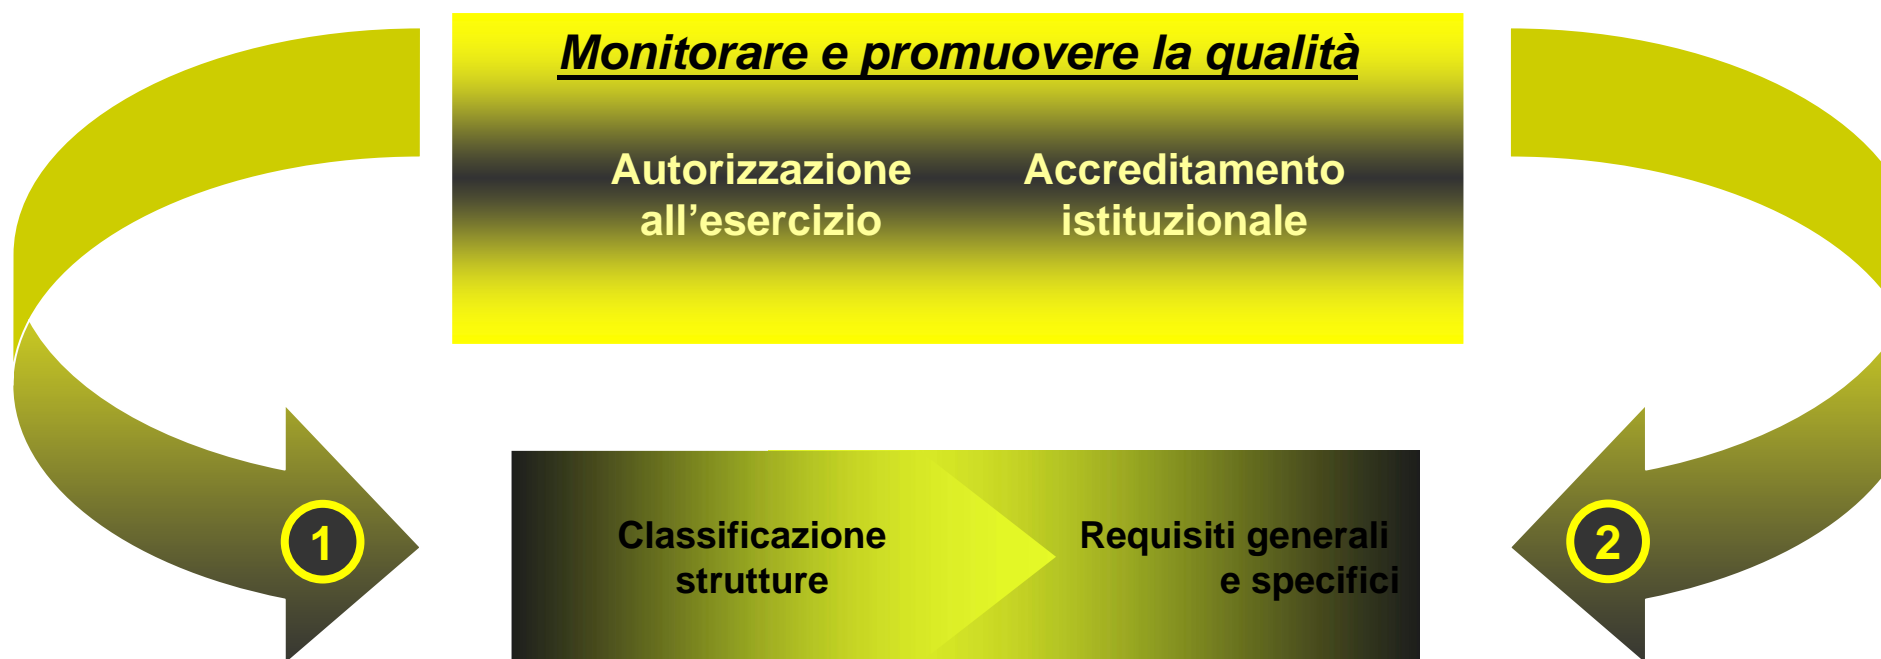 Monitorare e promuovere la qualità
Autorizzazione
all’esercizio
Accreditamento
istituzionale
1
Classificazione
strutture
Requisiti generali
e specifici
2